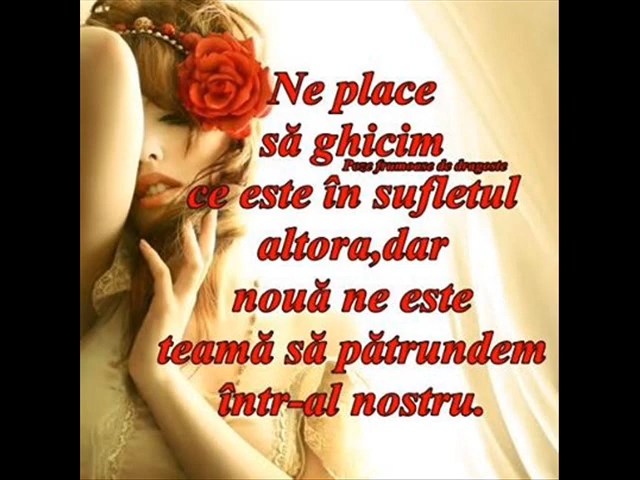 Ne place
să ghicim
Poze frumoase de dragoste
ce este în sufletul
altora,dar
nouă ne este
teamă să pătrundem
într-al nostru.